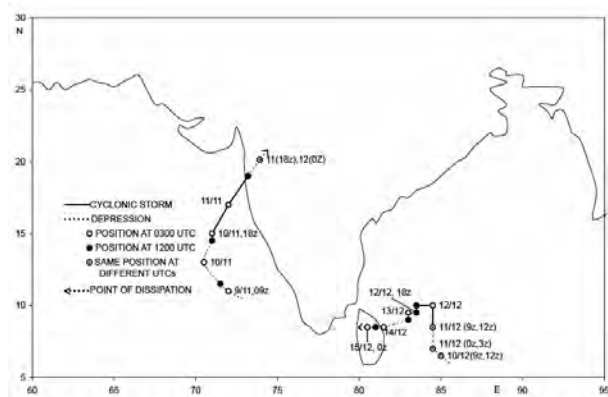 30
N
25
20
15
10
5
60
65
70
75
80
85
90
95
E
11(18z),12(0Z)
11/11
10/11,18z
10/11
9/11,09z
CYCLONIC STORM
DEPRESSION
POSITION AT 0300 UTC
POSITION AT 1200 UTC
SAME POSITION AT
DIFFERENT UTCs
POINT OF DISSIPATION
12/12, 18z
12/12
13/12
11/12 (9z,12z)
14/12
11/12 (0z,3z)
15/12, 0z
10/12(9z,12z)